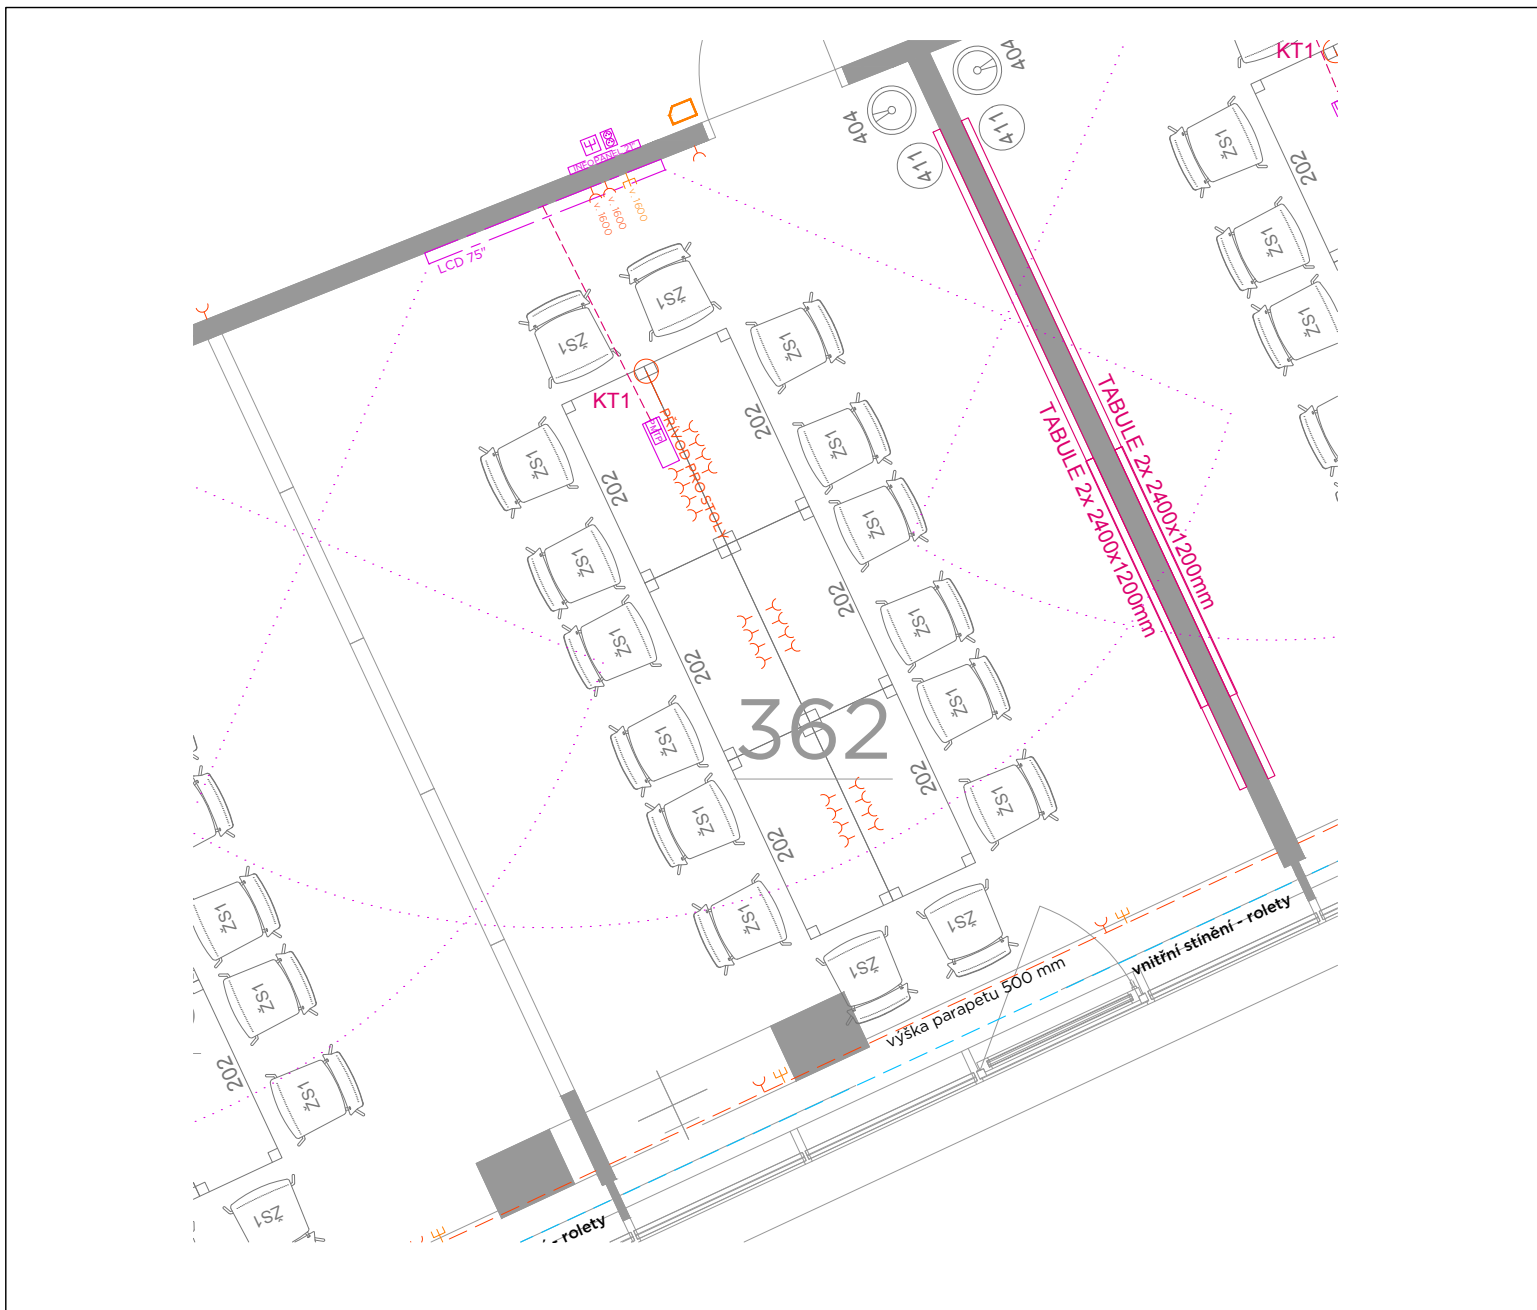 KT1
404
404
411
411
ŽS1
202
ŽS1
ŽS1
INFOPANEL 21"
v. 1600
v. 1600
v. 1600
LCD 75"
ŽS1
ŽS1
ŽS1
KT1
PŘÍVOD PRO STOLY
202
202
ŽS1
ŽS1
ŽS1
ŽS1
ŽS1
ŽS1
202
202
ŽS1
ŽS1
362
ŽS1
ŽS1
202
202
ŽS1
ŽS1
ŽS1
ŽS1
TABULE 2x 2400x1200mm
TABULE 2x 2400x1200mm
ŽS1
ŽS1
ŽS1
202
ŽS1
výška parapetu 500 mm
vnitřní stínění - rolety
- rolety